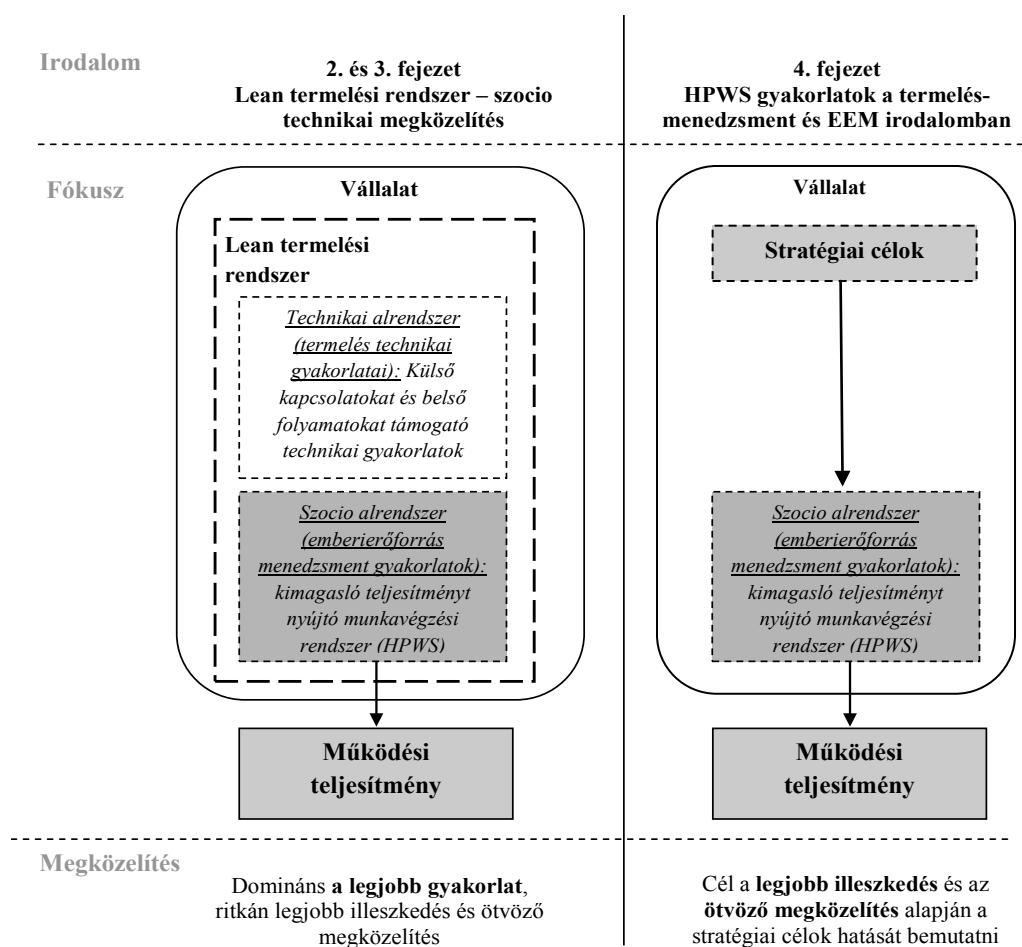 Irodalom
2. és 3. fejezet
Lean termelési rendszer – szocio
technikai megközelítés
4. fejezet
HPWS gyakorlatok a termelés-
menedzsment és EEM irodalomban
Fókusz
Vállalat
Lean termelési
rendszer
Technikai alrendszer
(termelés technikai
gyakorlatai): Külső
kapcsolatokat és belső
folyamatokat támogató
technikai gyakorlatok
Szocio alrendszer
(emberierőforrás
menedzsment gyakorlatok):
kimagasló teljesítményt
nyújtó munkavégzési
rendszer (HPWS)
Működési
teljesítmény
Vállalat
Stratégiai célok
Szocio alrendszer
(emberierőforrás
menedzsment gyakorlatok):
kimagasló teljesítményt
nyújtó munkavégzési
rendszer (HPWS)
Működési
teljesítmény
Megközelítés
Domináns a legjobb gyakorlat,
ritkán legjobb illeszkedés és ötvöző
megközelítés
Cél a legjobb illeszkedés és az
ötvöző megközelítés alapján a
stratégiai célok hatását bemutatni